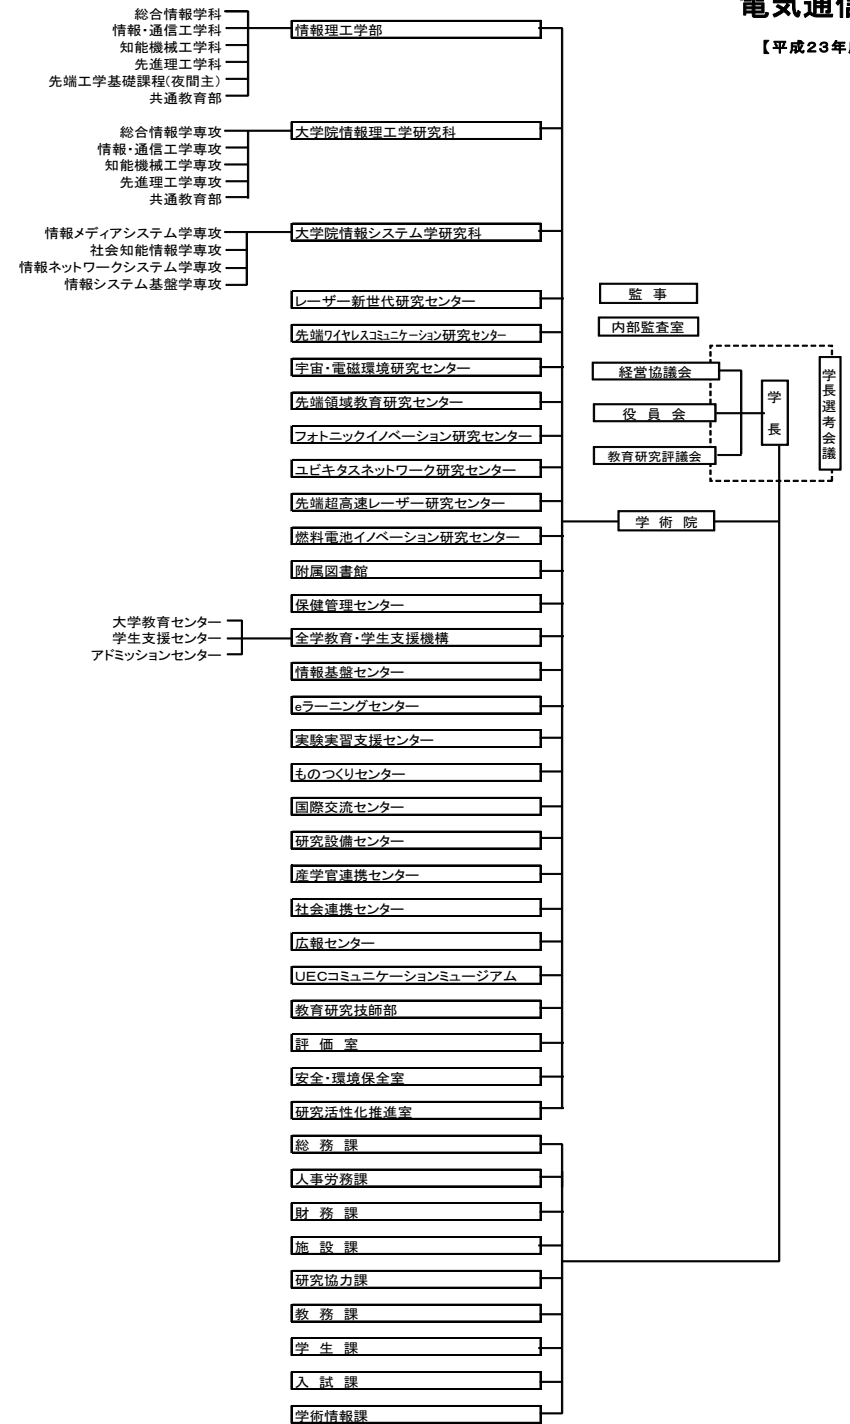 電気通信
【平成23年
総合情報学科
情報・通信工学科
知能機械工学科
先進理工学科
先端工学基礎課程(夜間主)
共通教育部
情報理工学部
総合情報学専攻
情報・通信工学専攻
知能機械工学専攻
先進理工学専攻
共通教育部
大学院情報理工学研究科
情報メディアシステム学専攻
社会知能情報学専攻
情報ネットワークシステム学専攻
情報システム基盤学専攻
大学院情報システム学研究科
レーザー新世代研究センター
先端ワイヤレスコミュニケーション研究センター
宇宙・電磁環境研究センター
先端領域教育研究センター
フォトニックイノベーション研究センター
ユビキタスネットワーク研究センター
先端超高速レーザー研究センター
燃料電池イノベーション研究センター
附属図書館
保健管理センター
大学教育センター
学生支援センター
アドミッションセンター
全学教育・学生支援機構
情報基盤センター
eラーニングセンター
実験実習支援センター
ものつくりセンター
国際交流センター
研究設備センター
産学官連携センター
社会連携センター
広報センター
UECコミュニケーションミュージアム
教育研究技師部
評 価 室
安全・環境保全室
研究活性化推進室
総 務 課
人事労務課
財 務 課
施 設 課
研究協力課
教 務 課
学 生 課
入 試 課
学術情報課
監 事
内部監査室
経営協議会
役 員 会
教育研究評議会
学長
学長選考会議
学 術 院